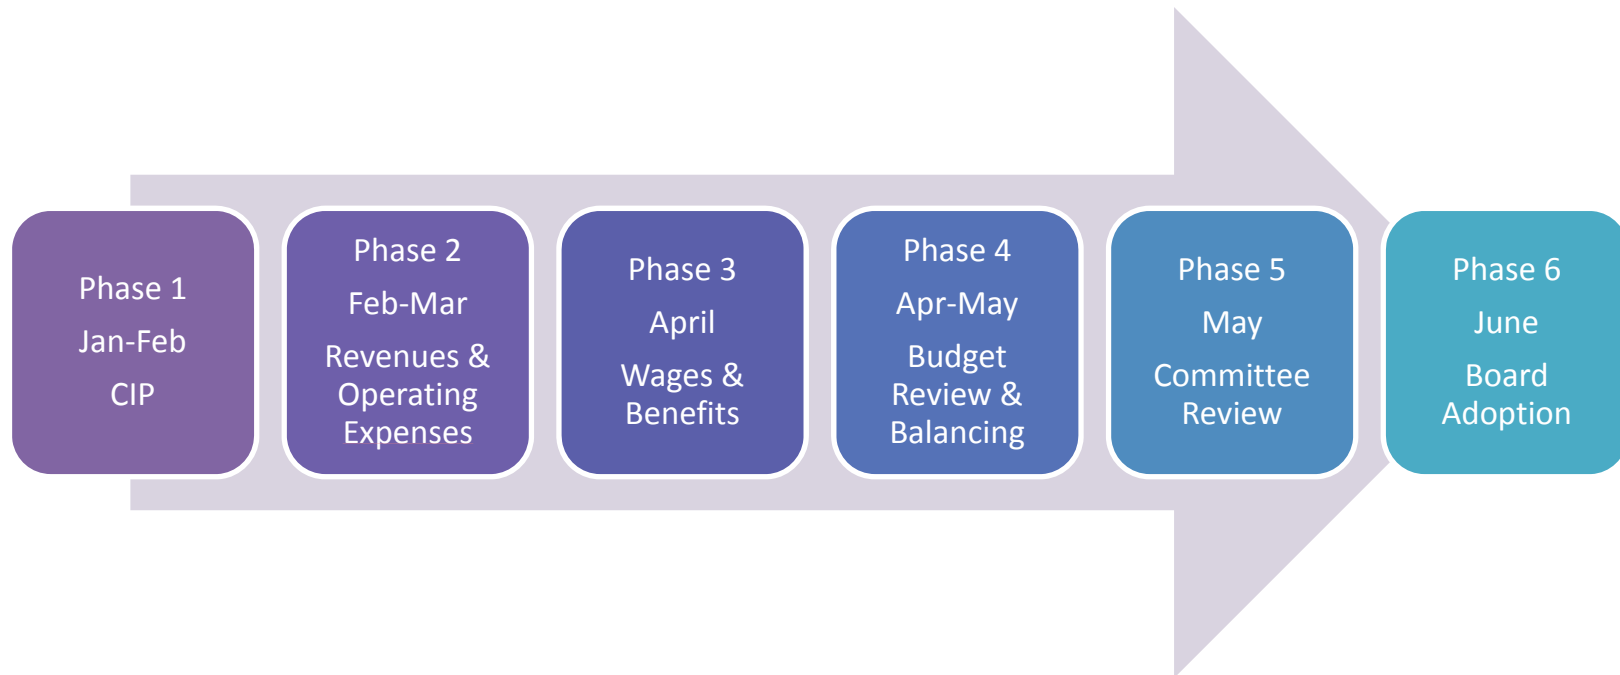 Phase 1
Jan-Feb
CIP
Phase 2
Feb-Mar
Revenues &
Operating
Expenses
Phase 3
April
Wages &
Benefits
Phase 4
Apr-May
Budget
Review &
Balancing
Phase 5
May
Committee
Review
Phase 6
June
Board
Adoption